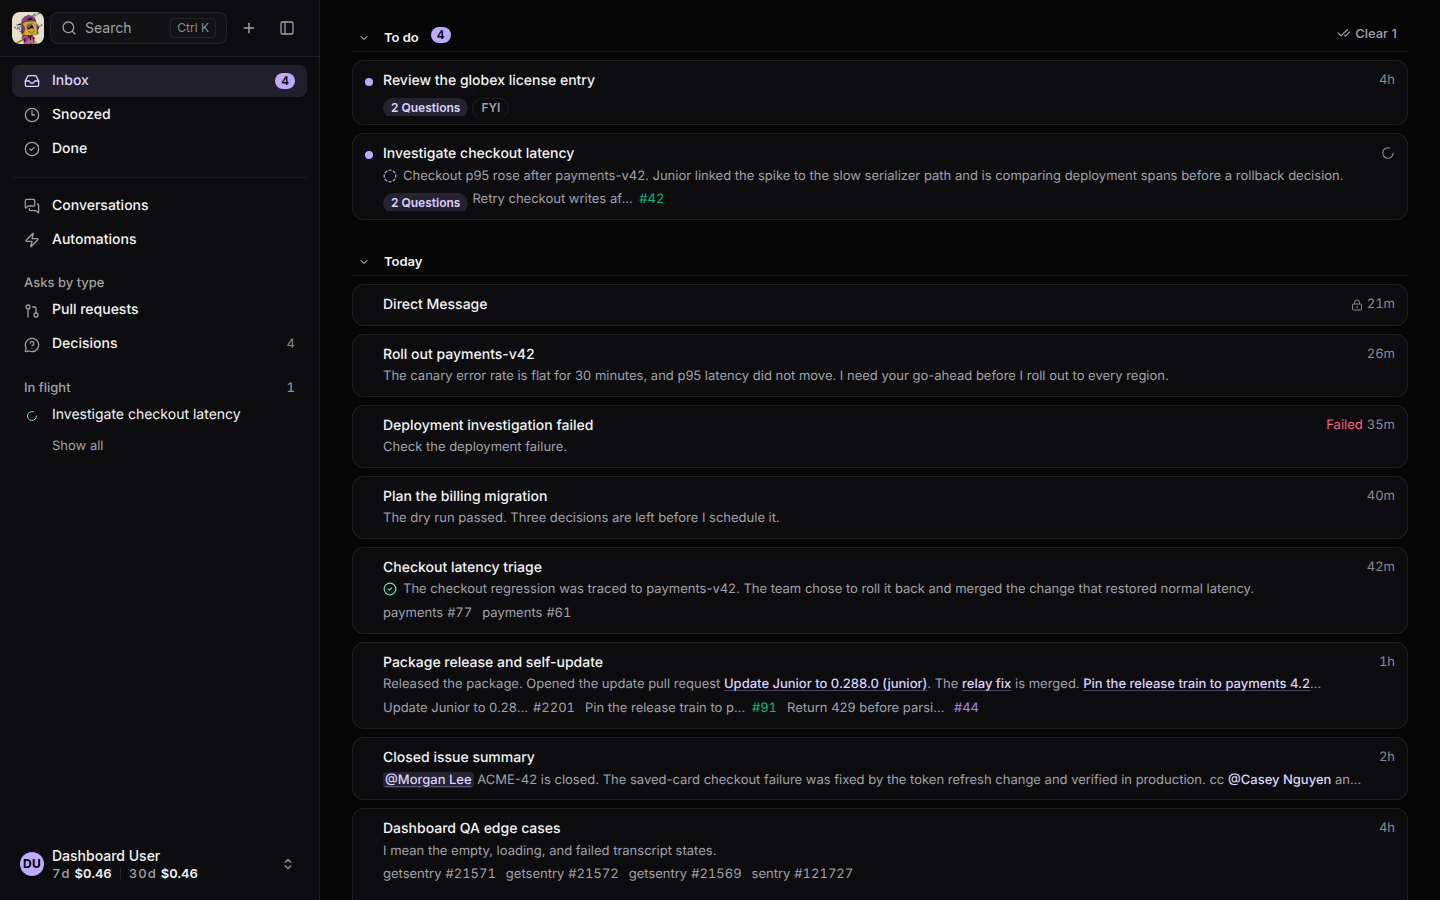 Search
Ctrl K
Inbox
4
Snoozed
Done
Conversations
Automations
Asks by type
Pull requests
Decisions
4
In flight
1
Investigate checkout latency
Show all
DU
Dashboard User
7d $0.46 30d $0.46
To do
4
Clear 1
Review the globex license entry
4h
2 Questions
FYI
Investigate checkout latency
Checkout p95 rose after payments-v42. Junior linked the spike to the slow serializer path and is comparing deployment spans before a rollback decision.
2 Questions
Retry checkout writes af... #42
Today
Direct Message
21m
Roll out payments-v42
26m
The canary error rate is flat for 30 minutes, and p95 latency did not move. I need your go-ahead before I roll out to every region.
Deployment investigation failed
Failed 35m
Check the deployment failure.
Plan the billing migration
40m
The dry run passed. Three decisions are left before I schedule it.
Checkout latency triage
42m
The checkout regression was traced to payments-v42. The team chose to roll it back and merged the change that restored normal latency.
payments #77 payments #61
Package release and self-update
1h
Released the package. Opened the update pull request Update Junior to 0.288.0 (junior). The relay fix is merged. Pin the release train to payments 4.2...
Update Junior to 0.28... #2201 Pin the release train to p... #91 Return 429 before parsi... #44
Closed issue summary
2h
@Morgan Lee ACME-42 is closed. The saved-card checkout failure was fixed by the token refresh change and verified in production. cc @Casey Nguyen an...
Dashboard QA edge cases
4h
I mean the empty, loading, and failed transcript states.
getsentry #21571 getsentry #21572 getsentry #21569 sentry #121727